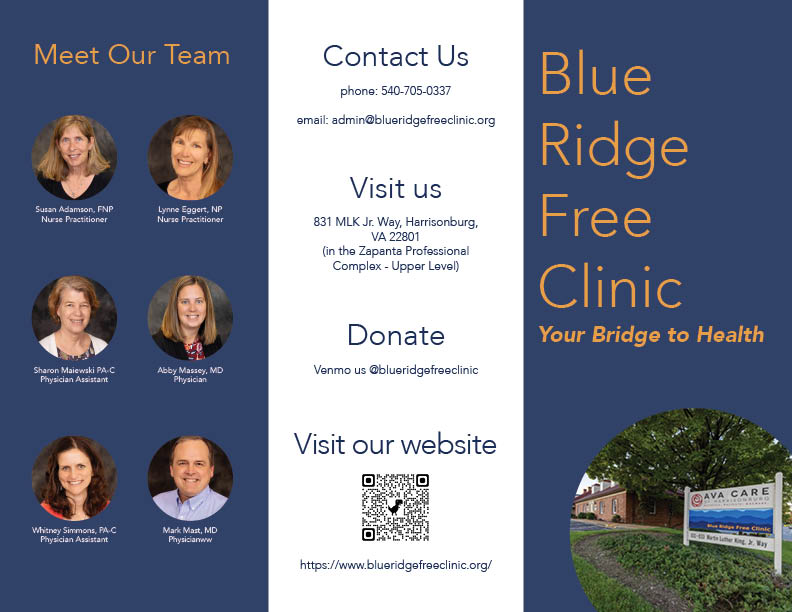 Meet Our Team
Susan Adamson, FNP
Nurse Practitioner
Lynne Eggert, NP
Nurse Practitioner
Sharon Maiewski PA-C
Physician Assistant
Abby Massey, MD
Physician
Whitney Simmons, PA-C
Physician Assistant
Mark Mast, MD
Physicianww
Contact Us
phone: 540-705-0337
email: admin@blueridgefreeclinic.org
Visit us
831 MLK Jr. Way, Harrisonburg,
VA 22801
(in the Zapanta Professional
Complex - Upper Level)
Donate
Venmo us @blueridgefreeclinic
Visit our website
https://www.blueridgefreeclinic.org/
Blue
Ridge
Free
Clinic
Your Bridge to Health
AVA CARE
OF HARRISONBURG
Blue Ridge Free Clinic
Martin Luther King, Jr. Way